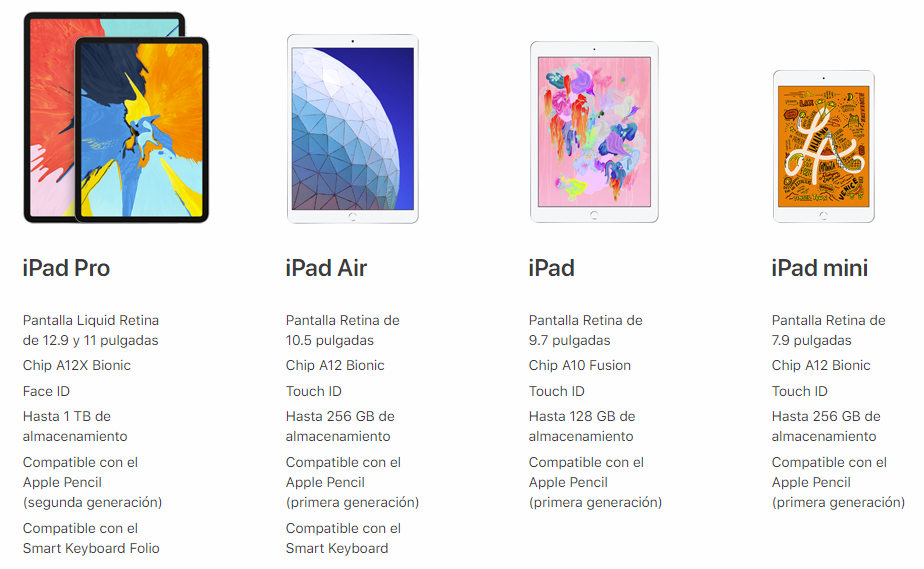 iPad Pro
Pantalla Liquid Retina
de 12.9 y 11 pulgadas
Chip A12X Bionic
Face ID
Hasta 1 TB de
almacenamiento
Compatible con el
Apple Pencil
(segunda generación)
Compatible con el
Smart Keyboard Folio
iPad Air
Pantalla Retina de
10.5 pulgadas
Chip A12 Bionic
Touch ID
Hasta 256 GB de
almacenamiento
Compatible con el
Apple Pencil
(primera generación)
Compatible con el
Smart Keyboard
iPad
Pantalla Retina de
9.7 pulgadas
Chip A10 Fusion
Touch ID
Hasta 128 GB de
almacenamiento
Compatible con el
Apple Pencil
(primera generación)
LA
VENICE
iPad mini
Pantalla Retina de
7.9 pulgadas
Chip A12 Bionic
Touch ID
Hasta 256 GB de
almacenamiento
Compatible con el
Apple Pencil
(primera generación)